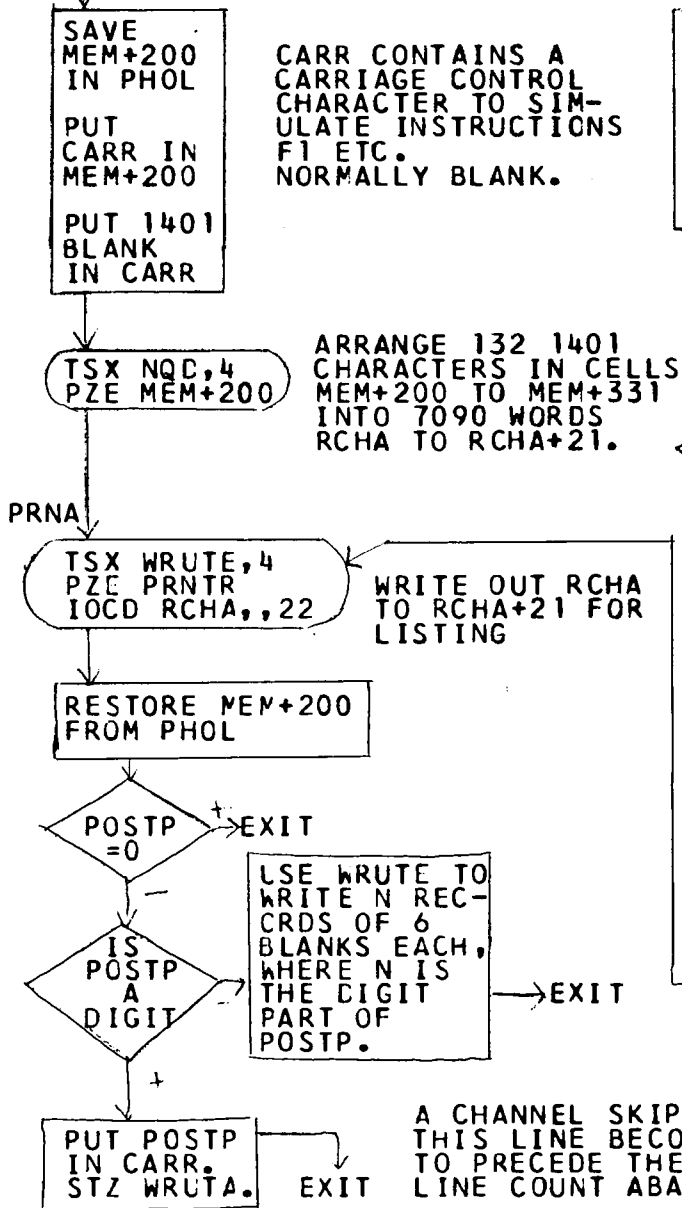 SAVE
MEM+200
IN PHOL
PUT
CARR IN
MEM+200
PUT 1401
BLANK
IN CARR
CARR CONTAINS A
CARRIAGE CONTROL
CHARACTER TO SIM-
ULATE INSTRUCTIONS
F1 ETC.
NORMALLY BLANK.
TSX NQC,4
PZE MEM+200
ARRANGE 132 1401
CHARACTERS IN CELLS
MEM+200 TO MEM+331
INTO 7090 WORDS
RCHA TO RCHA+21.
PRNA
TSX WRUTE,4
PZE PRNTR
IOCD RCHA,,22
WRITE OUT RCHA
TO RCHA+21 FOR
LISTING
RESTORE MEM+200
FROM PHOL
POSTP
=0
+
EXIT
-
IS
POSTP
A
DIGIT
-
USE WRUTE TO
WRITE N REC-
ORDS OF 6
BLANKS EACH,
WHERE N IS
THE DIGIT
PART OF
POSTP.
EXIT
+
PUT POSTP
IN CARR.
STZ WRUTA.
EXIT
A CHANNEL SKIP
THIS LINE BECO
TO PRECEDE THE
LINE COUNT ABA